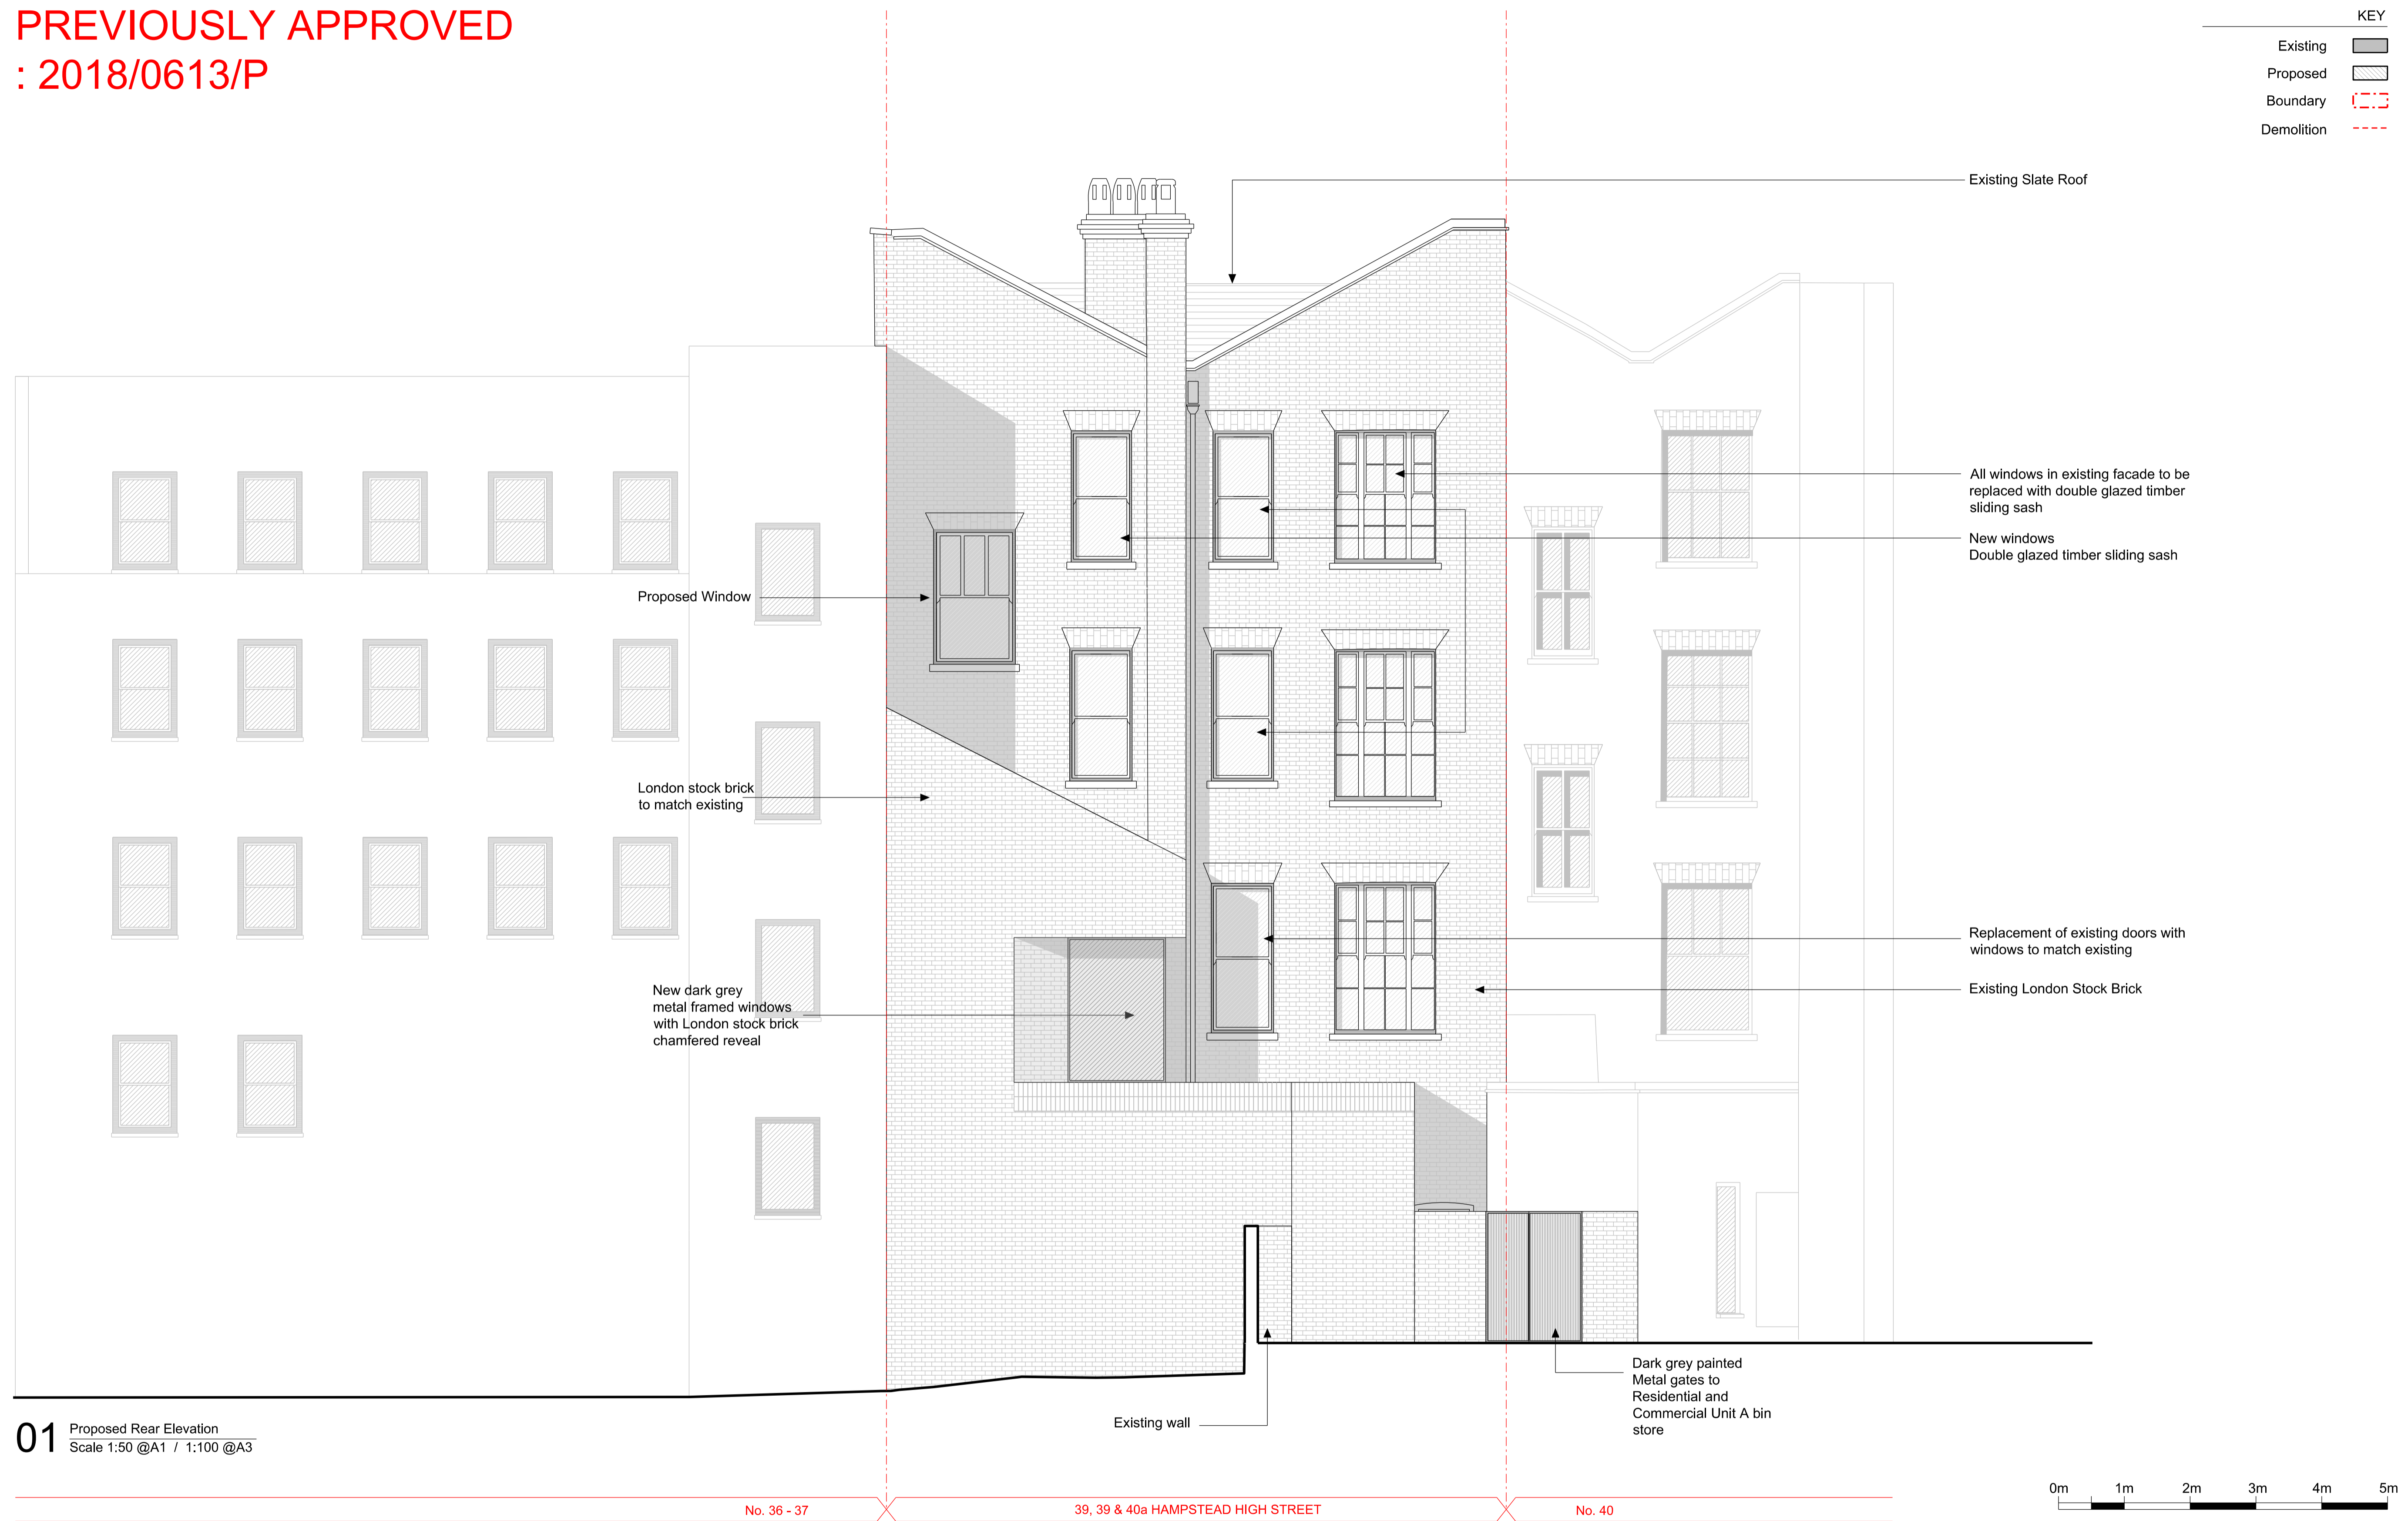 PREVIOUSLY APPROVED
: 2018/0613/P
KEY
Existing
Proposed
Boundary
Demolition
Existing Slate Roof
All windows in existing facade to be
replaced with double glazed timber
sliding sash
New windows
Double glazed timber sliding sash
Proposed Window
London stock brick
to match existing
Replacement of existing doors with
windows to match existing
Existing London Stock Brick
New dark grey
metal framed windows
with London stock brick
chamfered reveal
Dark grey painted
Metal gates to
Residential and
Commercial Unit A bin
store
Existing wall
01
Proposed Rear Elevation
Scale 1:50 @A1 / 1:100 @A3
No. 36 - 37
39, 39 & 40a HAMPSTEAD HIGH STREET
No. 40
0m 1m 2m 3m 4m 5m